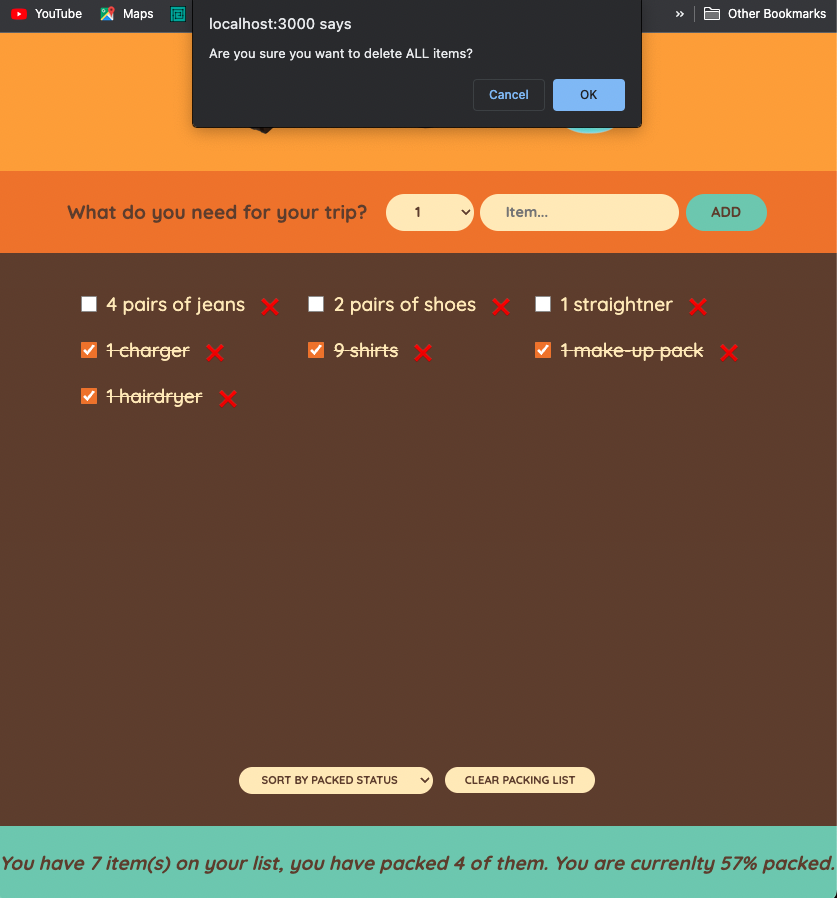 YouTube Maps » Other Bookmarks
localhost:3000 says
Are you sure you want to delete ALL items?
Cancel OK
What do you need for your trip? 1 Item... ADD
4 pairs of jeans ❌ 2 pairs of shoes ❌ 1 straightner ❌
1 charger ❌ 9 shirts ❌ 1 make-up pack ❌
1 hairdryer ❌
SORT BY PACKED STATUS CLEAR PACKING LIST
You have 7 item(s) on your list, you have packed 4 of them. You are currenlty 57% packed.